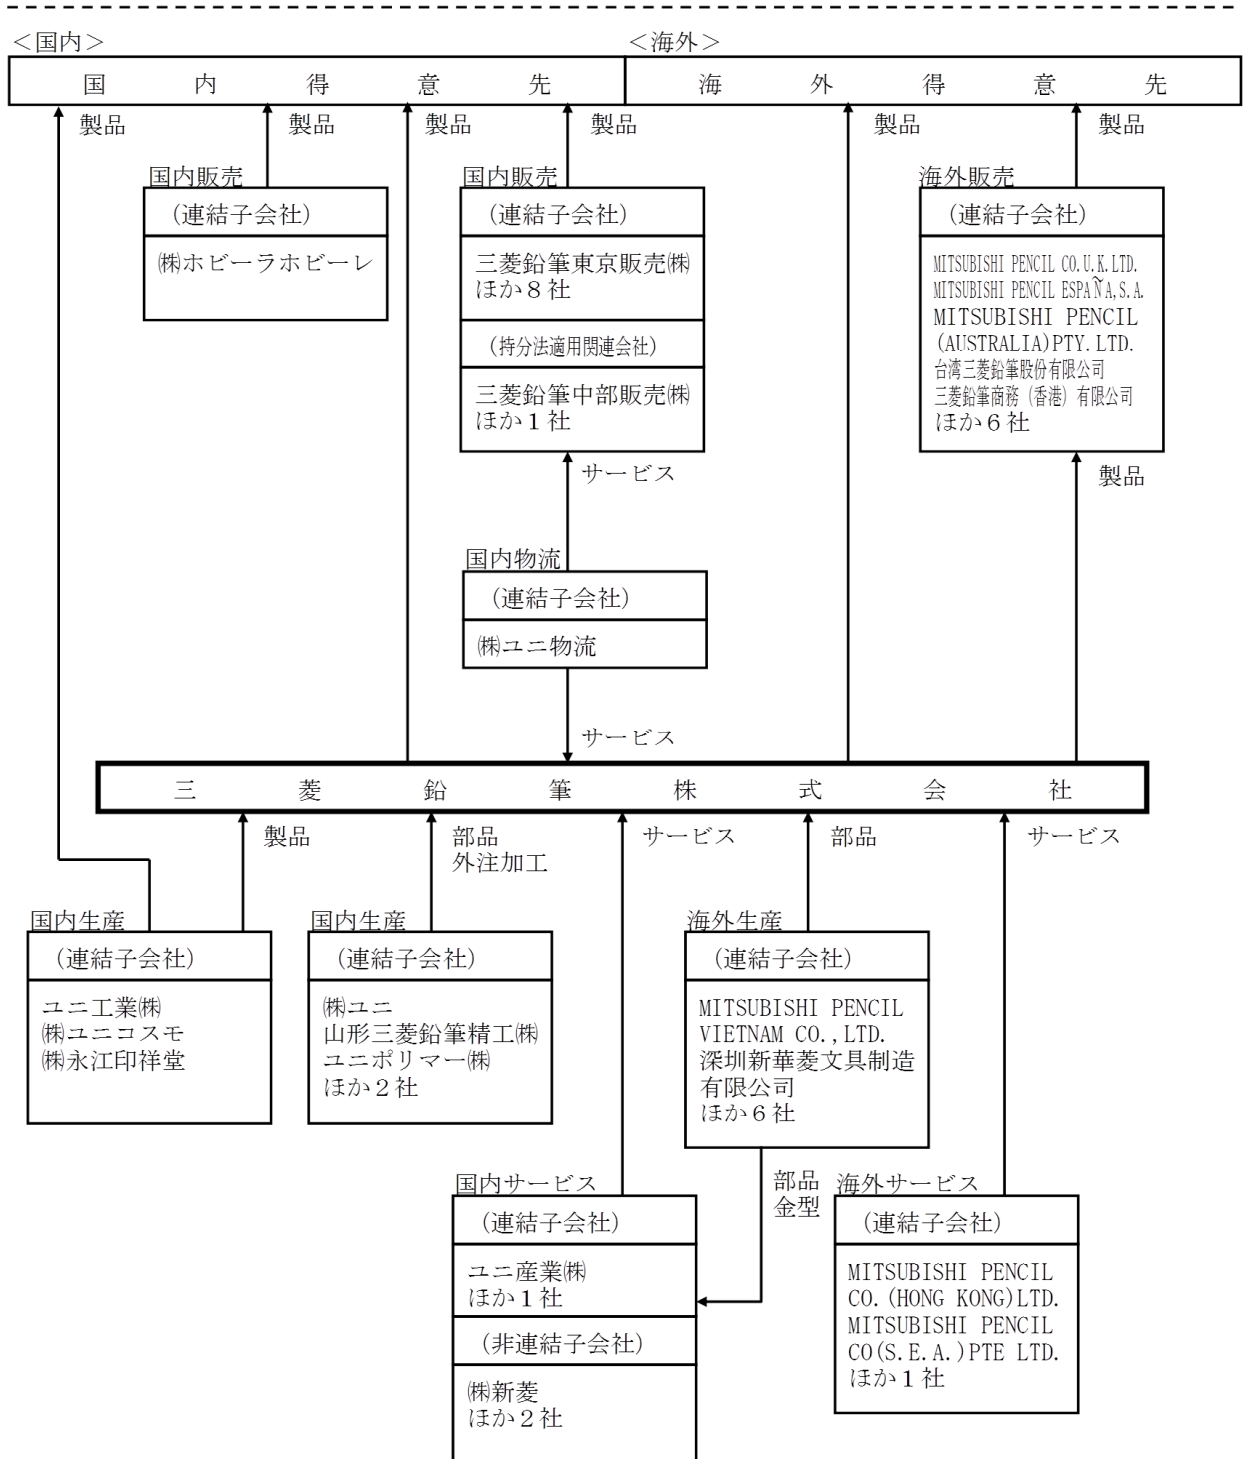 ＜国内＞
＜海外＞
国内得意先
海外得意先
製品
製品
製品
製品
製品
製品
国内販売
(連結子会社)
㈱ホビーラホビーレ
国内販売
(連結子会社)
三菱鉛筆東京販売㈱
ほか８社
(持分法適用関連会社)
三菱鉛筆中部販売㈱
ほか１社
海外販売
(連結子会社)
MITSUBISHI PENCIL CO.U.K.LTD.
MITSUBISHI PENCIL ESPAÑA,S.A.
MITSUBISHI PENCIL
(AUSTRALIA)PTY.LTD.
台湾三菱鉛筆股份有限公司
三菱鉛筆商務（香港）有限公司
ほか６社
サービス
製品
国内物流
(連結子会社)
㈱ユニ物流
サービス
三菱鉛筆株式会社
製品
部品
外注加工
サービス
部品
サービス
国内生産
(連結子会社)
ユニ工業㈱
㈱ユニコスモ
㈱永江印祥堂
国内生産
(連結子会社)
㈱ユニ
山形三菱鉛筆精工㈱
ユニポリマー㈱
ほか２社
海外生産
(連結子会社)
MITSUBISHI PENCIL
VIETNAM CO.,LTD.
深圳新華菱文具制造
有限公司
ほか６社
部品
金型
国内サービス
(連結子会社)
ユニ産業㈱
ほか１社
(非連結子会社)
㈱新菱
ほか２社
海外サービス
(連結子会社)
MITSUBISHI PENCIL
CO.(HONG KONG)LTD.
MITSUBISHI PENCIL
CO(S.E.A.)PTE LTD.
ほか１社